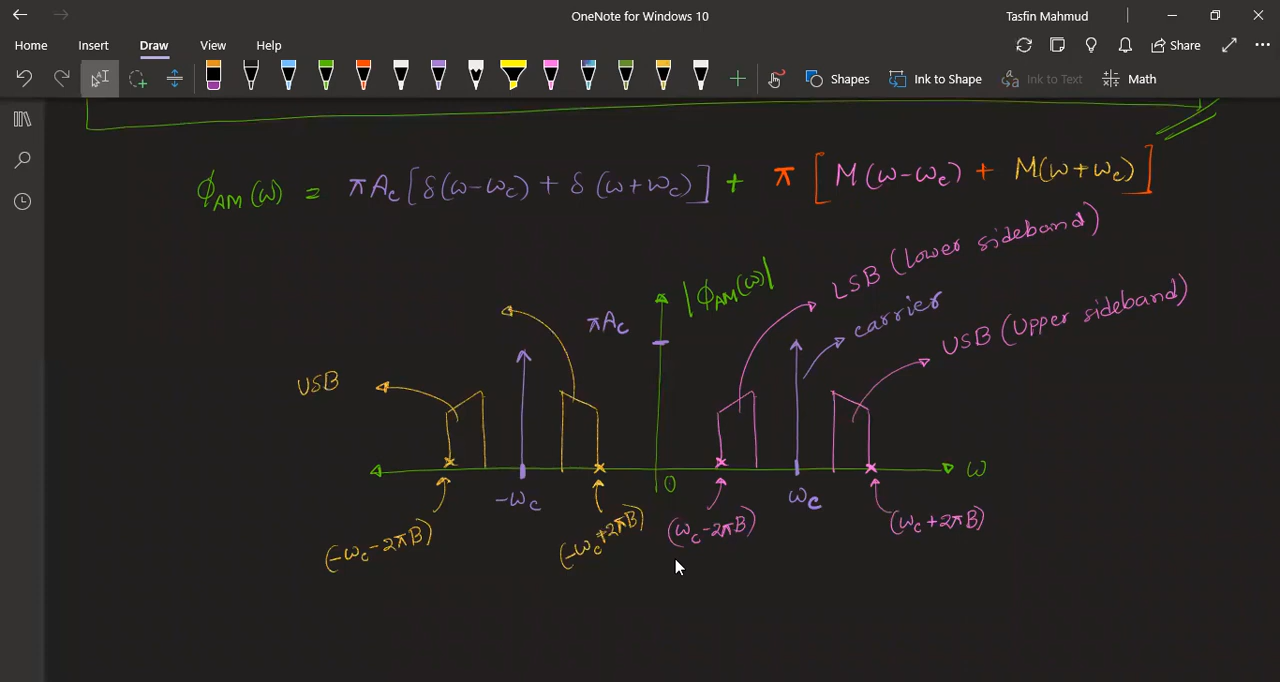 OneNote for Windows 10
Tasfin Mahmud
Home Insert Draw View Help
Share
Shapes Ink to Shape Ink to Text Math
ϕAM(ω) = πAc[δ(ω-ωc) + δ(ω+ωc)] + π[M(ω-ωc) + M(ω+ωc)]
|ϕAM(ω)|
LSB (Lower sideband)
πAc
carrier
USB (Upper sideband)
USB
ω
0
-ωc
ωc
(-ωc-2πB)
(-ωc+2πB)
(ωc-2πB)
(ωc+2πB)